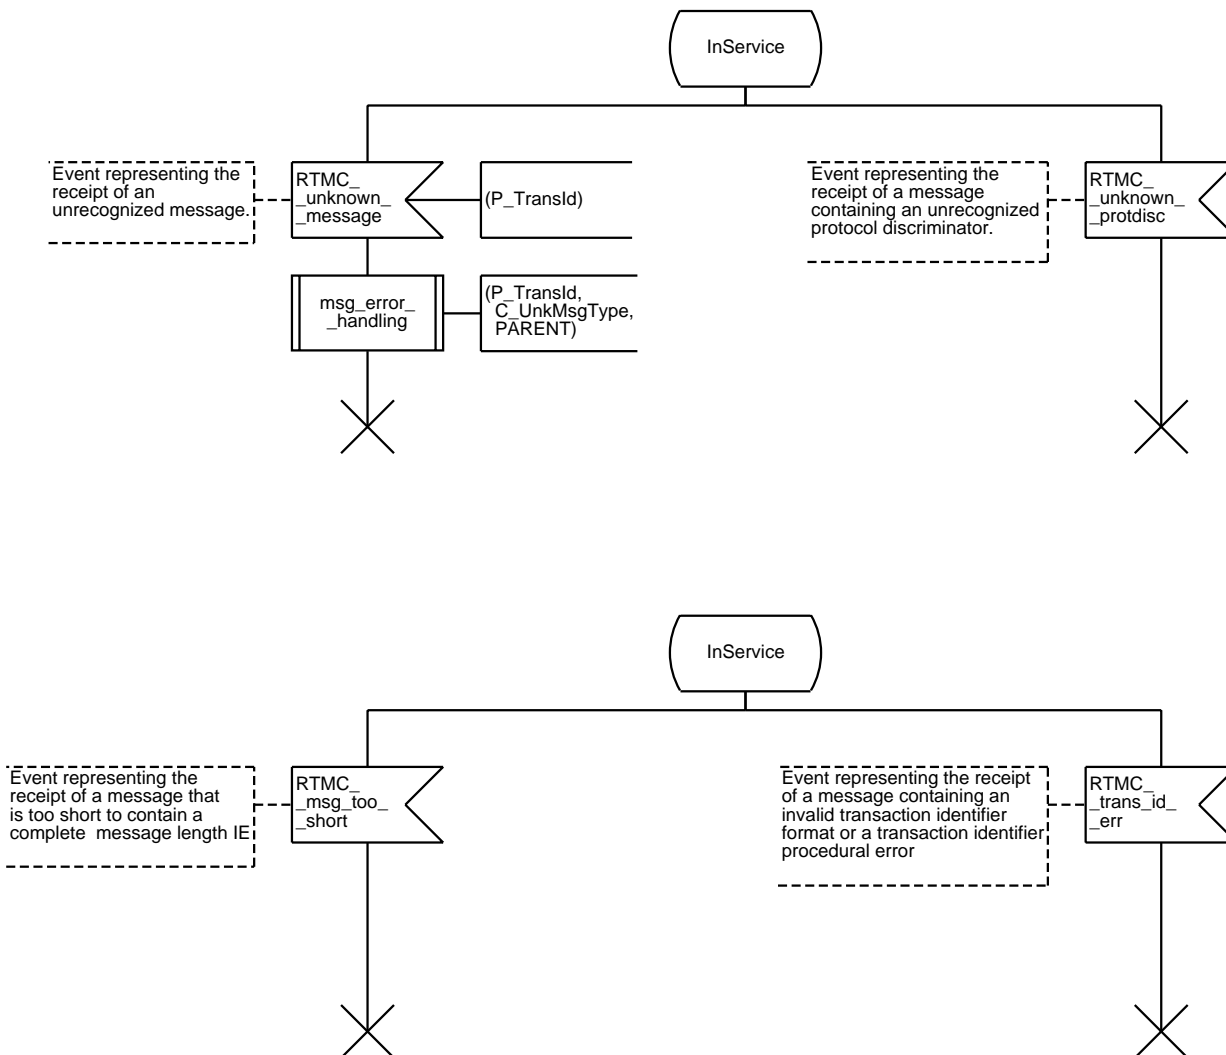 InService
Event representing the
receipt of an
unrecognized message.
RTMC_
_unknown_
_message
(P_TransId)
Event representing the
receipt of a message
containing an unrecognized
protocol discriminator.
RTMC_
_unknown_
_protdisc
msg_error_
_handling
(P_TransId,
C_UnkMsgType,
PARENT)
InService
Event representing the
receipt of a message that
is too short to contain a
complete  message length IE
RTMC_
_msg_too_
_short
Event representing the receipt
of a message containing an
invalid transaction identifier
format or a transaction identifier
procedural error
RTMC_
_trans_id_
_err